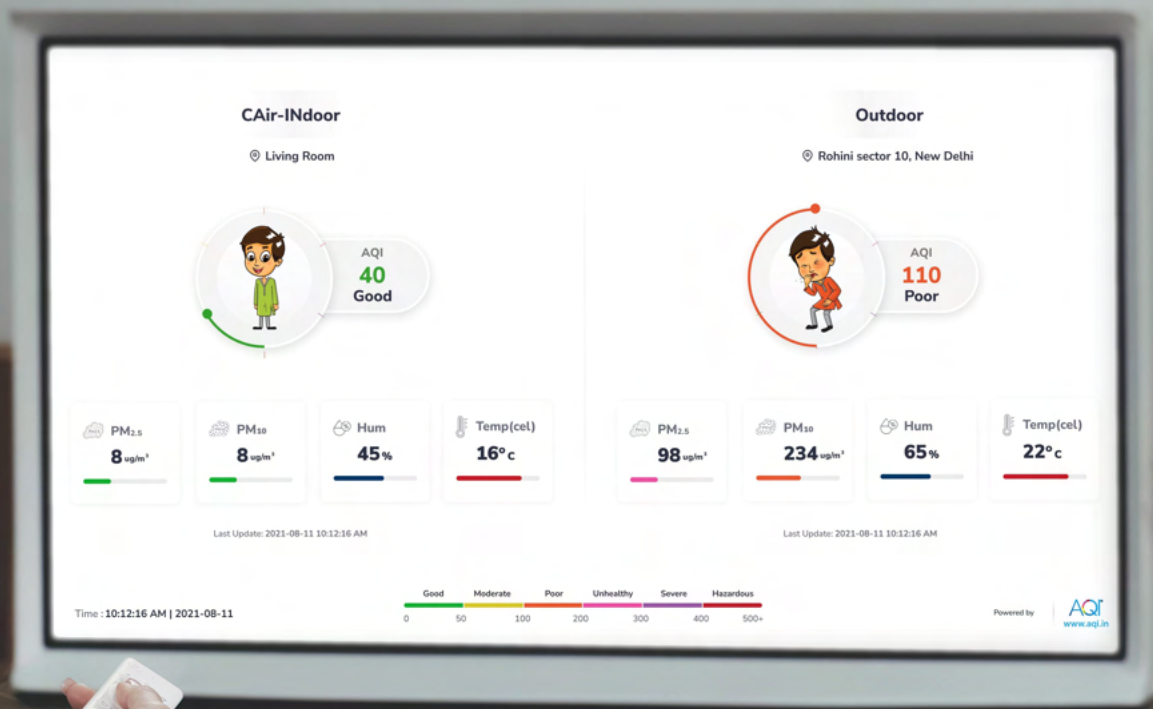 CAir-INdoor
Living Room
AQI
40
Good
PM2.5
8 ug/m³
PM10
8 ug/m³
Hum
45%
Temp(cel)
16°c
Last Update: 2021-08-11 10:12:16 AM
Outdoor
Rohini sector 10, New Delhi
AQI
110
Poor
PM2.5
98 ug/m³
PM10
234 ug/m³
Hum
65%
Temp(cel)
22°c
Last Update: 2021-08-11 10:12:16 AM
Time : 10:12:16 AM | 2021-08-11
Good Moderate Poor Unhealthy Severe Hazardous
0 50 100 200 300 400 500+
Powered by
AQI
www.aqi.in